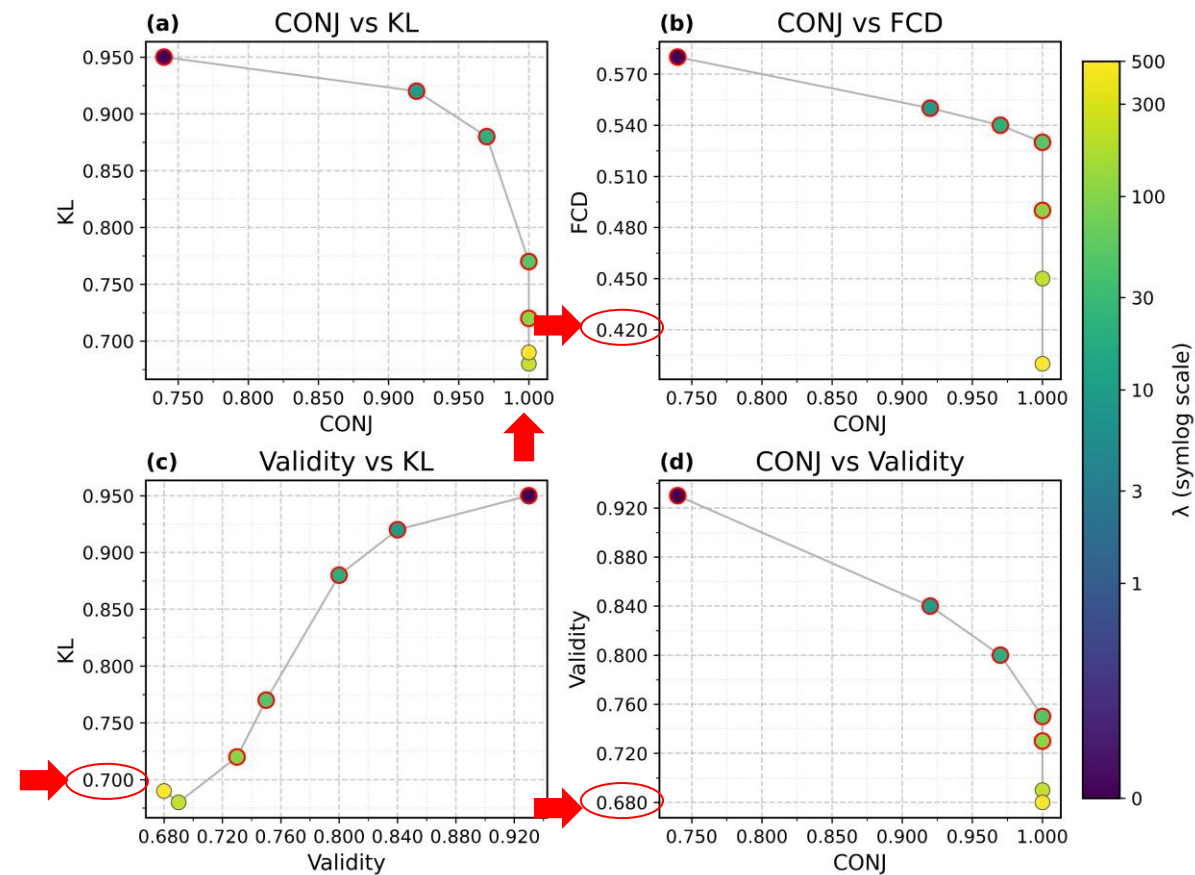 (a) CONJ vs KL
0.950
0.900
0.850
0.800
0.750
0.700
KL
0.750 0.800 0.850 0.900 0.950 1.000
CONJ
(b) CONJ vs FCD
0.570
0.540
0.510
0.480
0.450
0.420
FCD
0.750 0.800 0.850 0.900 0.950 1.000
CONJ
(c) Validity vs KL
0.950
0.900
0.850
0.800
0.750
0.700
KL
0.680 0.720 0.760 0.800 0.840 0.880 0.920
Validity
(d) CONJ vs Validity
0.920
0.880
0.840
0.800
0.760
0.720
0.680
Validity
0.750 0.800 0.850 0.900 0.950 1.000
CONJ
500
300
100
30
10
3
1
0
λ (symlog scale)